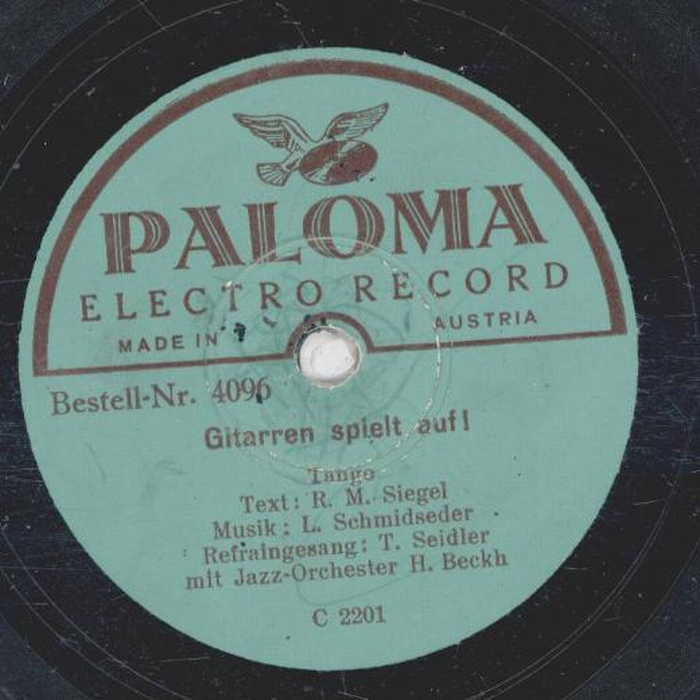 PALOMA
ELECTRO RECORD
MADE IN AUSTRIA
Bestell-Nr. 4096
Gitarren spielt auf!
Tango
Text: R. M. Siegel
Musik: L. Schmidseder
Refraingesang: T. Seidler
mit Jazz-Orchester H. Beckh
C 2201